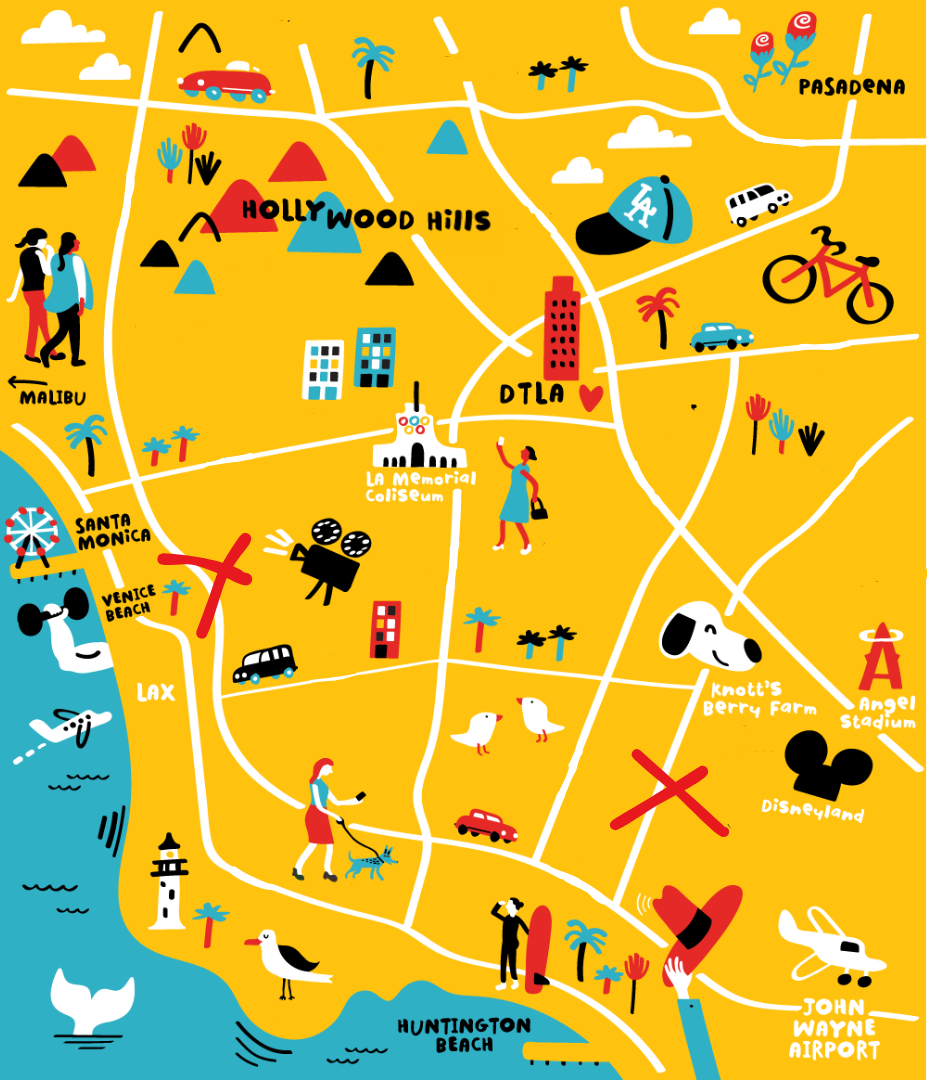 PASADENA
LA
HOLLYWOOD HillS
MALIBU
DTLA
LA Memorial
Coliseum
SANTA
MONiCA
VENICE
BEACH
LAX
Knott's
Berry Farm
A
Angel
Stadium
Disneyland
HUNTINGTON
BEACH
JOHN
WAYNE
AIRPORT